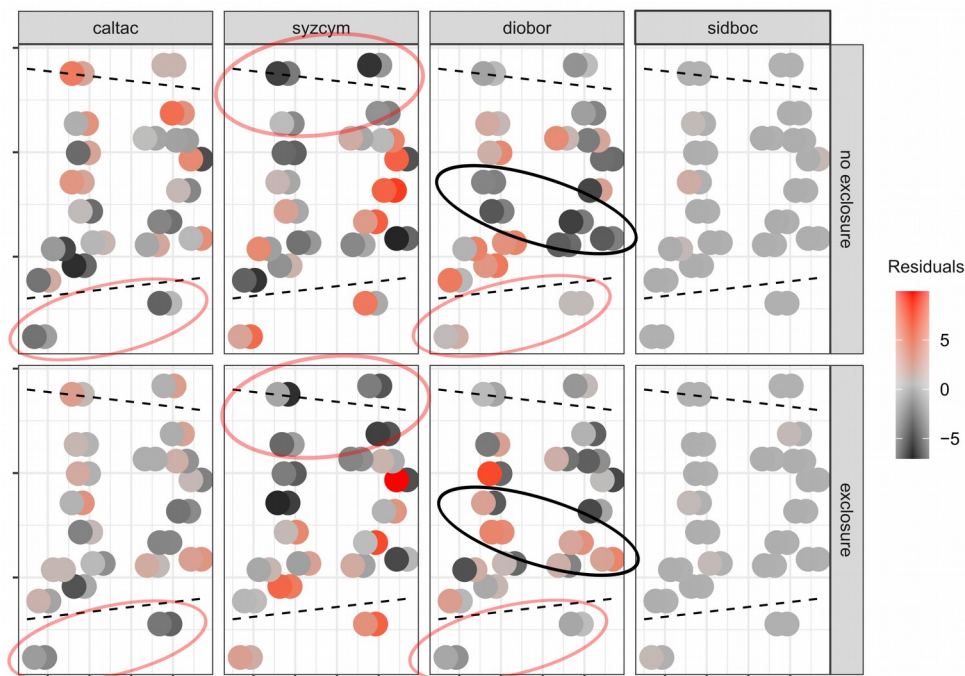 caltac
syzcym
diobor
sidboc
no exclosure
exclosure
Residuals
5
0
-5